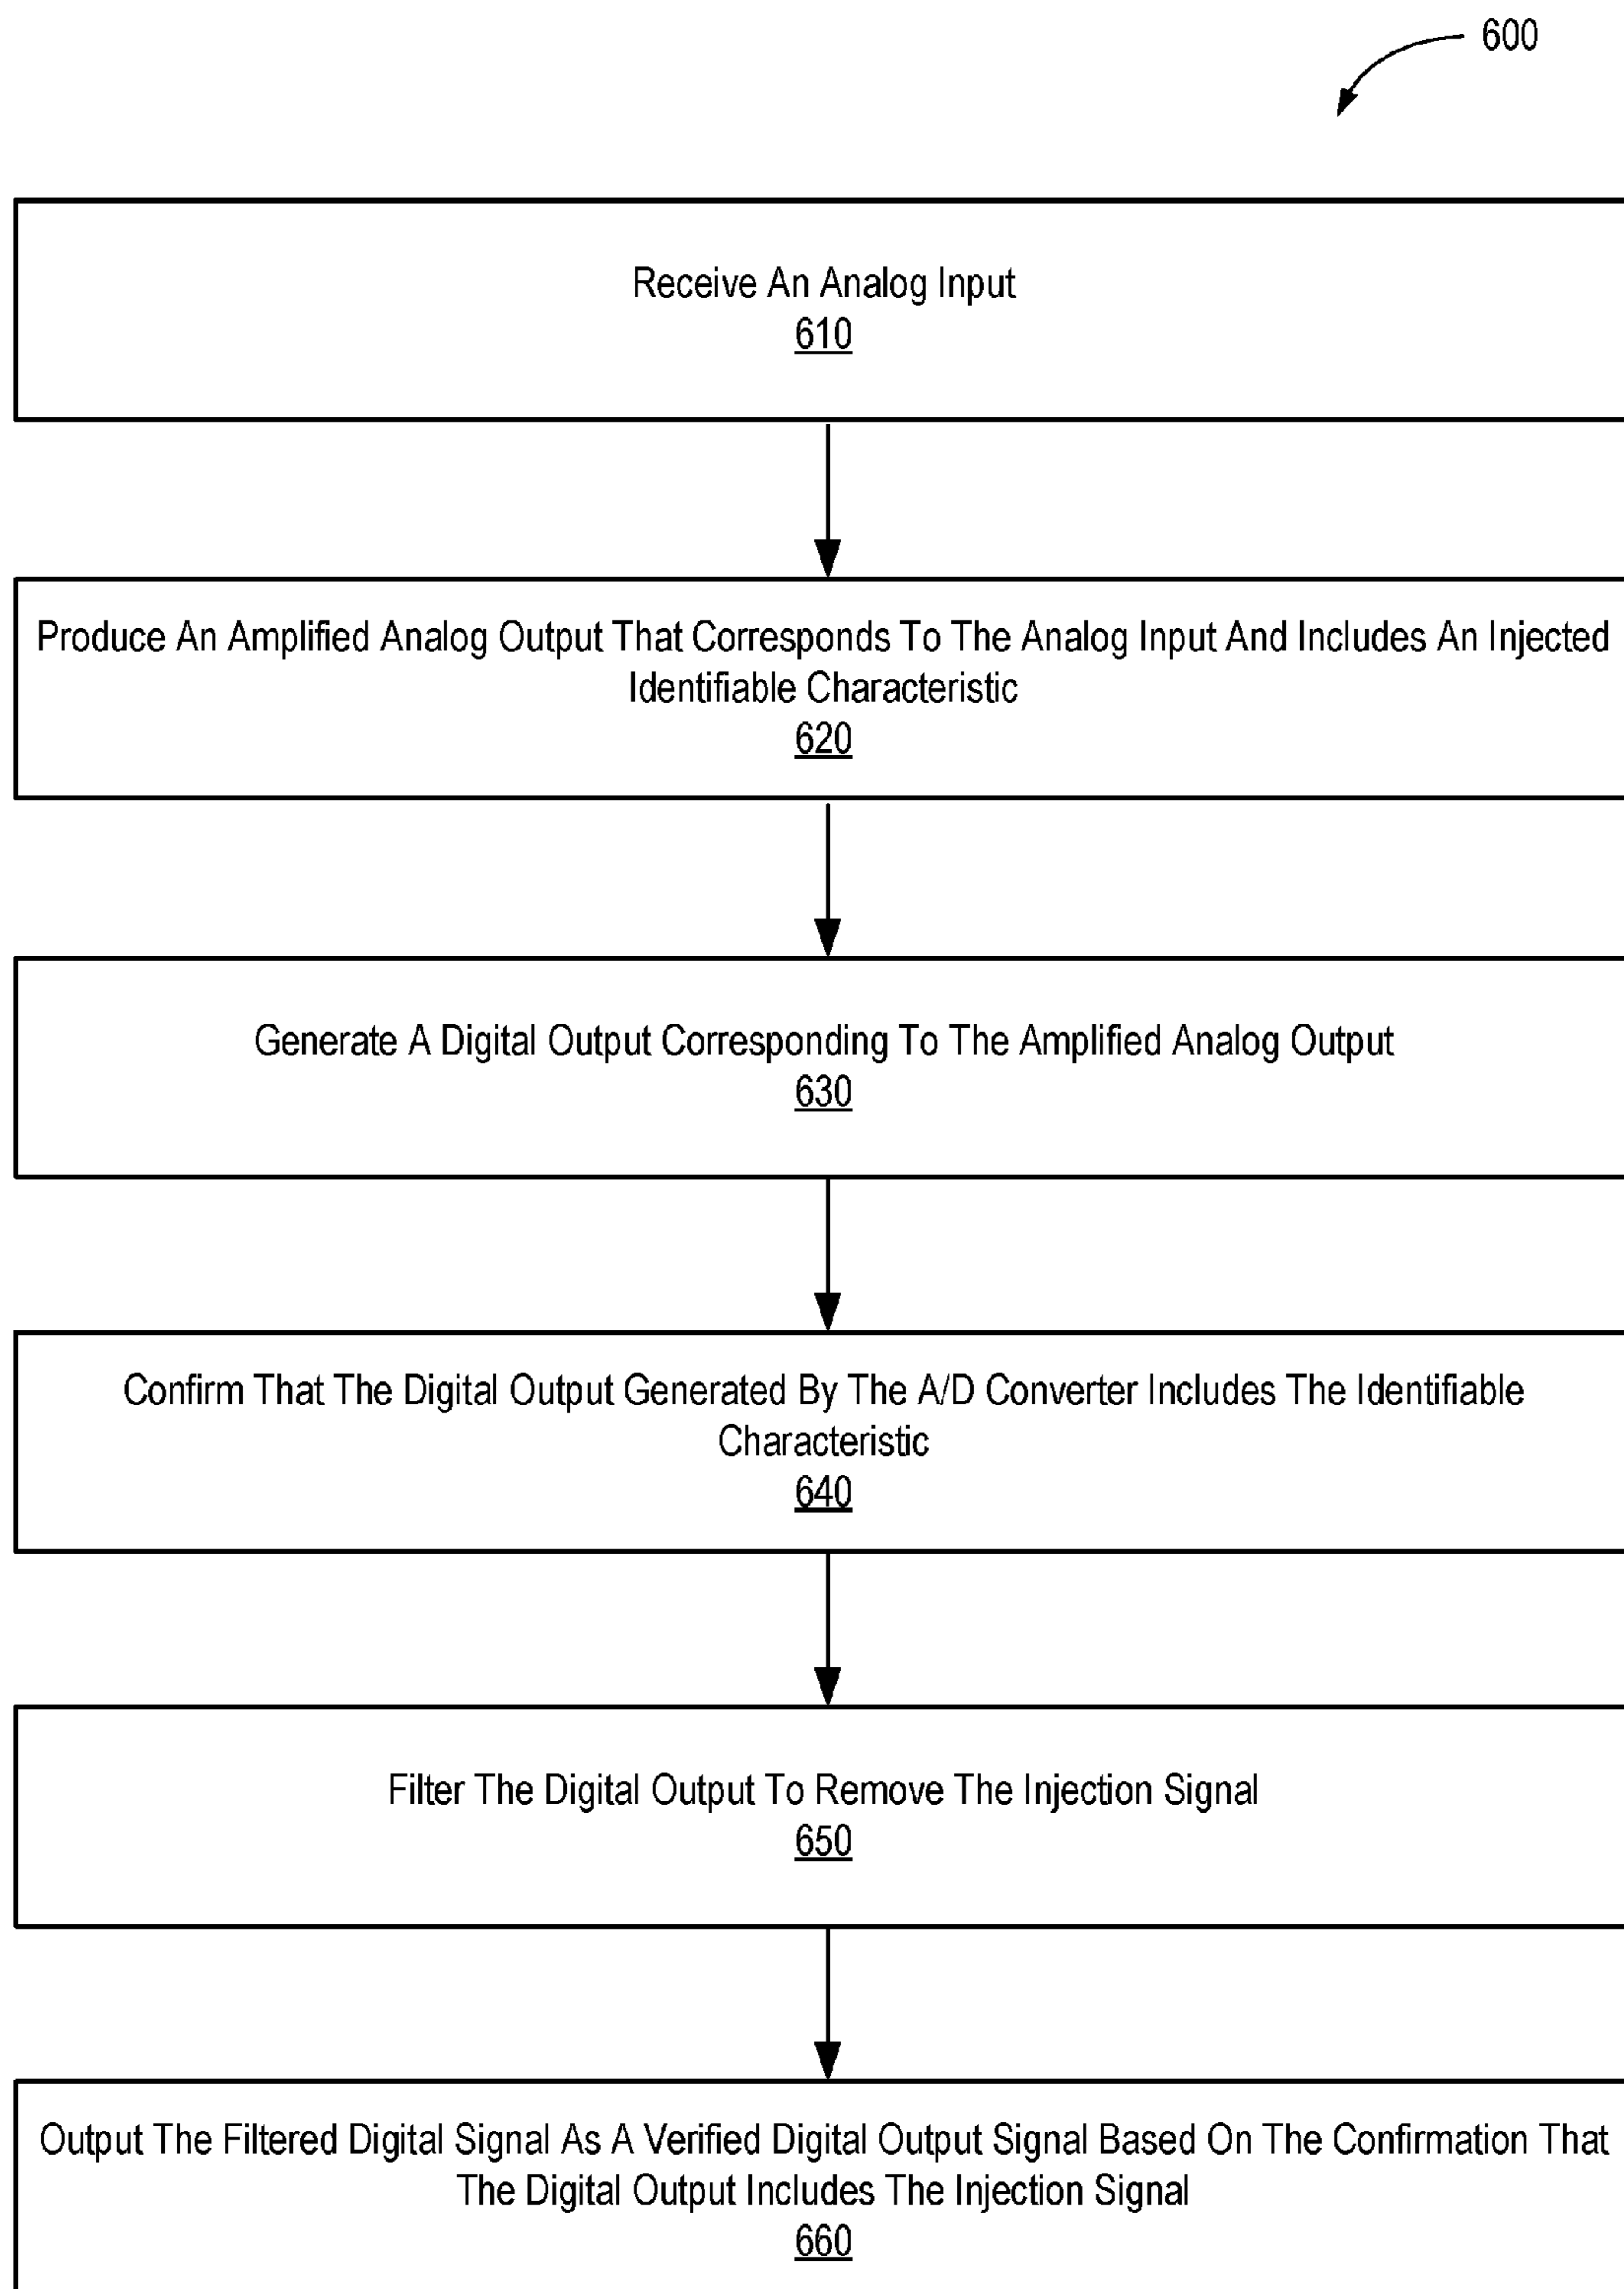 600
Receive An Analog Input
610
Produce An Amplified Analog Output That Corresponds To The Analog Input And Includes An Injected
Identifiable Characteristic
620
Generate A Digital Output Corresponding To The Amplified Analog Output
630
Confirm That The Digital Output Generated By The A/D Converter Includes The Identifiable
Characteristic
640
Filter The Digital Output To Remove The Injection Signal
650
Output The Filtered Digital Signal As A Verified Digital Output Signal Based On The Confirmation That
The Digital Output Includes The Injection Signal
660